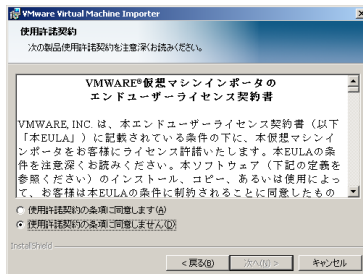 VMware Virtual Machine Importer
使用許諾契約
次の製品使用許諾契約を注意深くお読みください。
VMWARE®仮想マシンインポータの
エンドユーザーライセンス契約書
VMWARE, INC. は、本エンドユーザーライセンス契約書（以下
「本EULA」）に記載されている条件の下に、本仮想マシンイ
ンポータをお客様にライセンス許諾いたします。本EULAの条
件を注意深くお読みください。本ソフトウェア（下記の定義を
参照ください）のインストール、コピー、あるいは使用によっ
て、お客様は本EULAの条件に制約されることに同意したもの
使用許諾契約の条項に同意します(A)
使用許諾契約の条項に同意しません(D)
InstallShield
< 戻る(B)
次へ(N) >
キャンセル